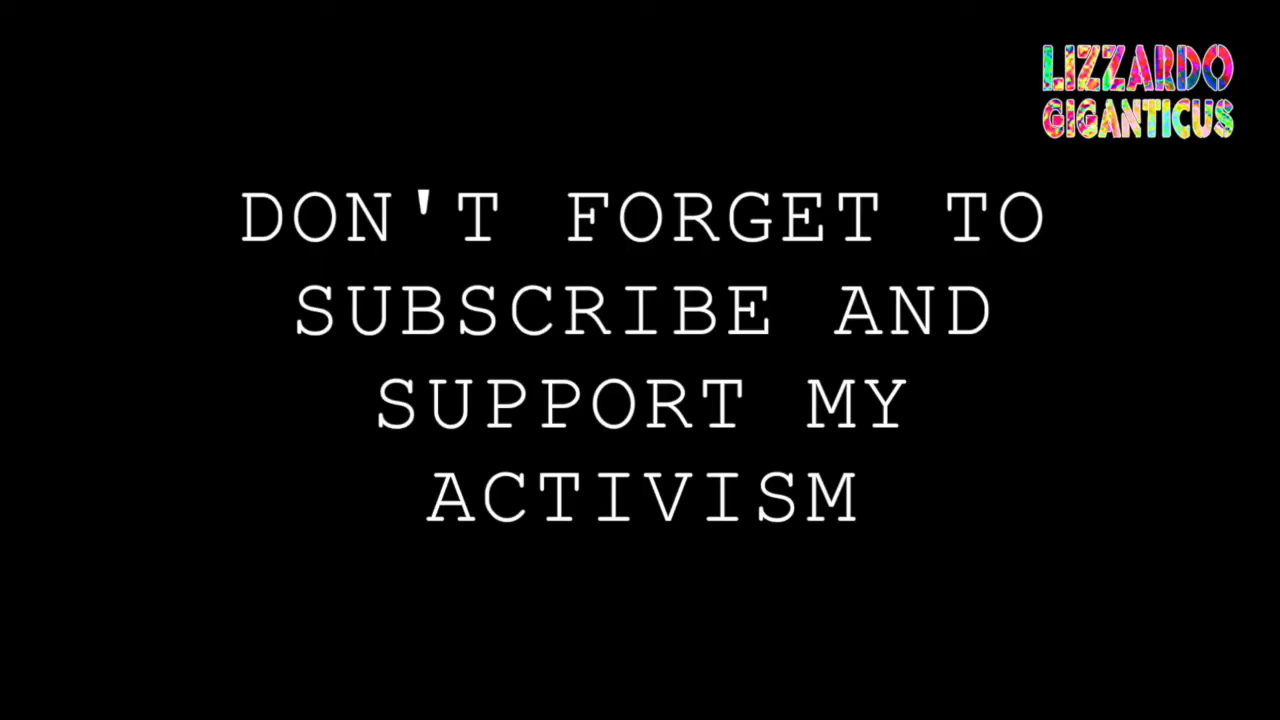 LIZZARDO
GIGANTICUS
DON'T FORGET TO
SUBSCRIBE AND
SUPPORT MY
ACTIVISM